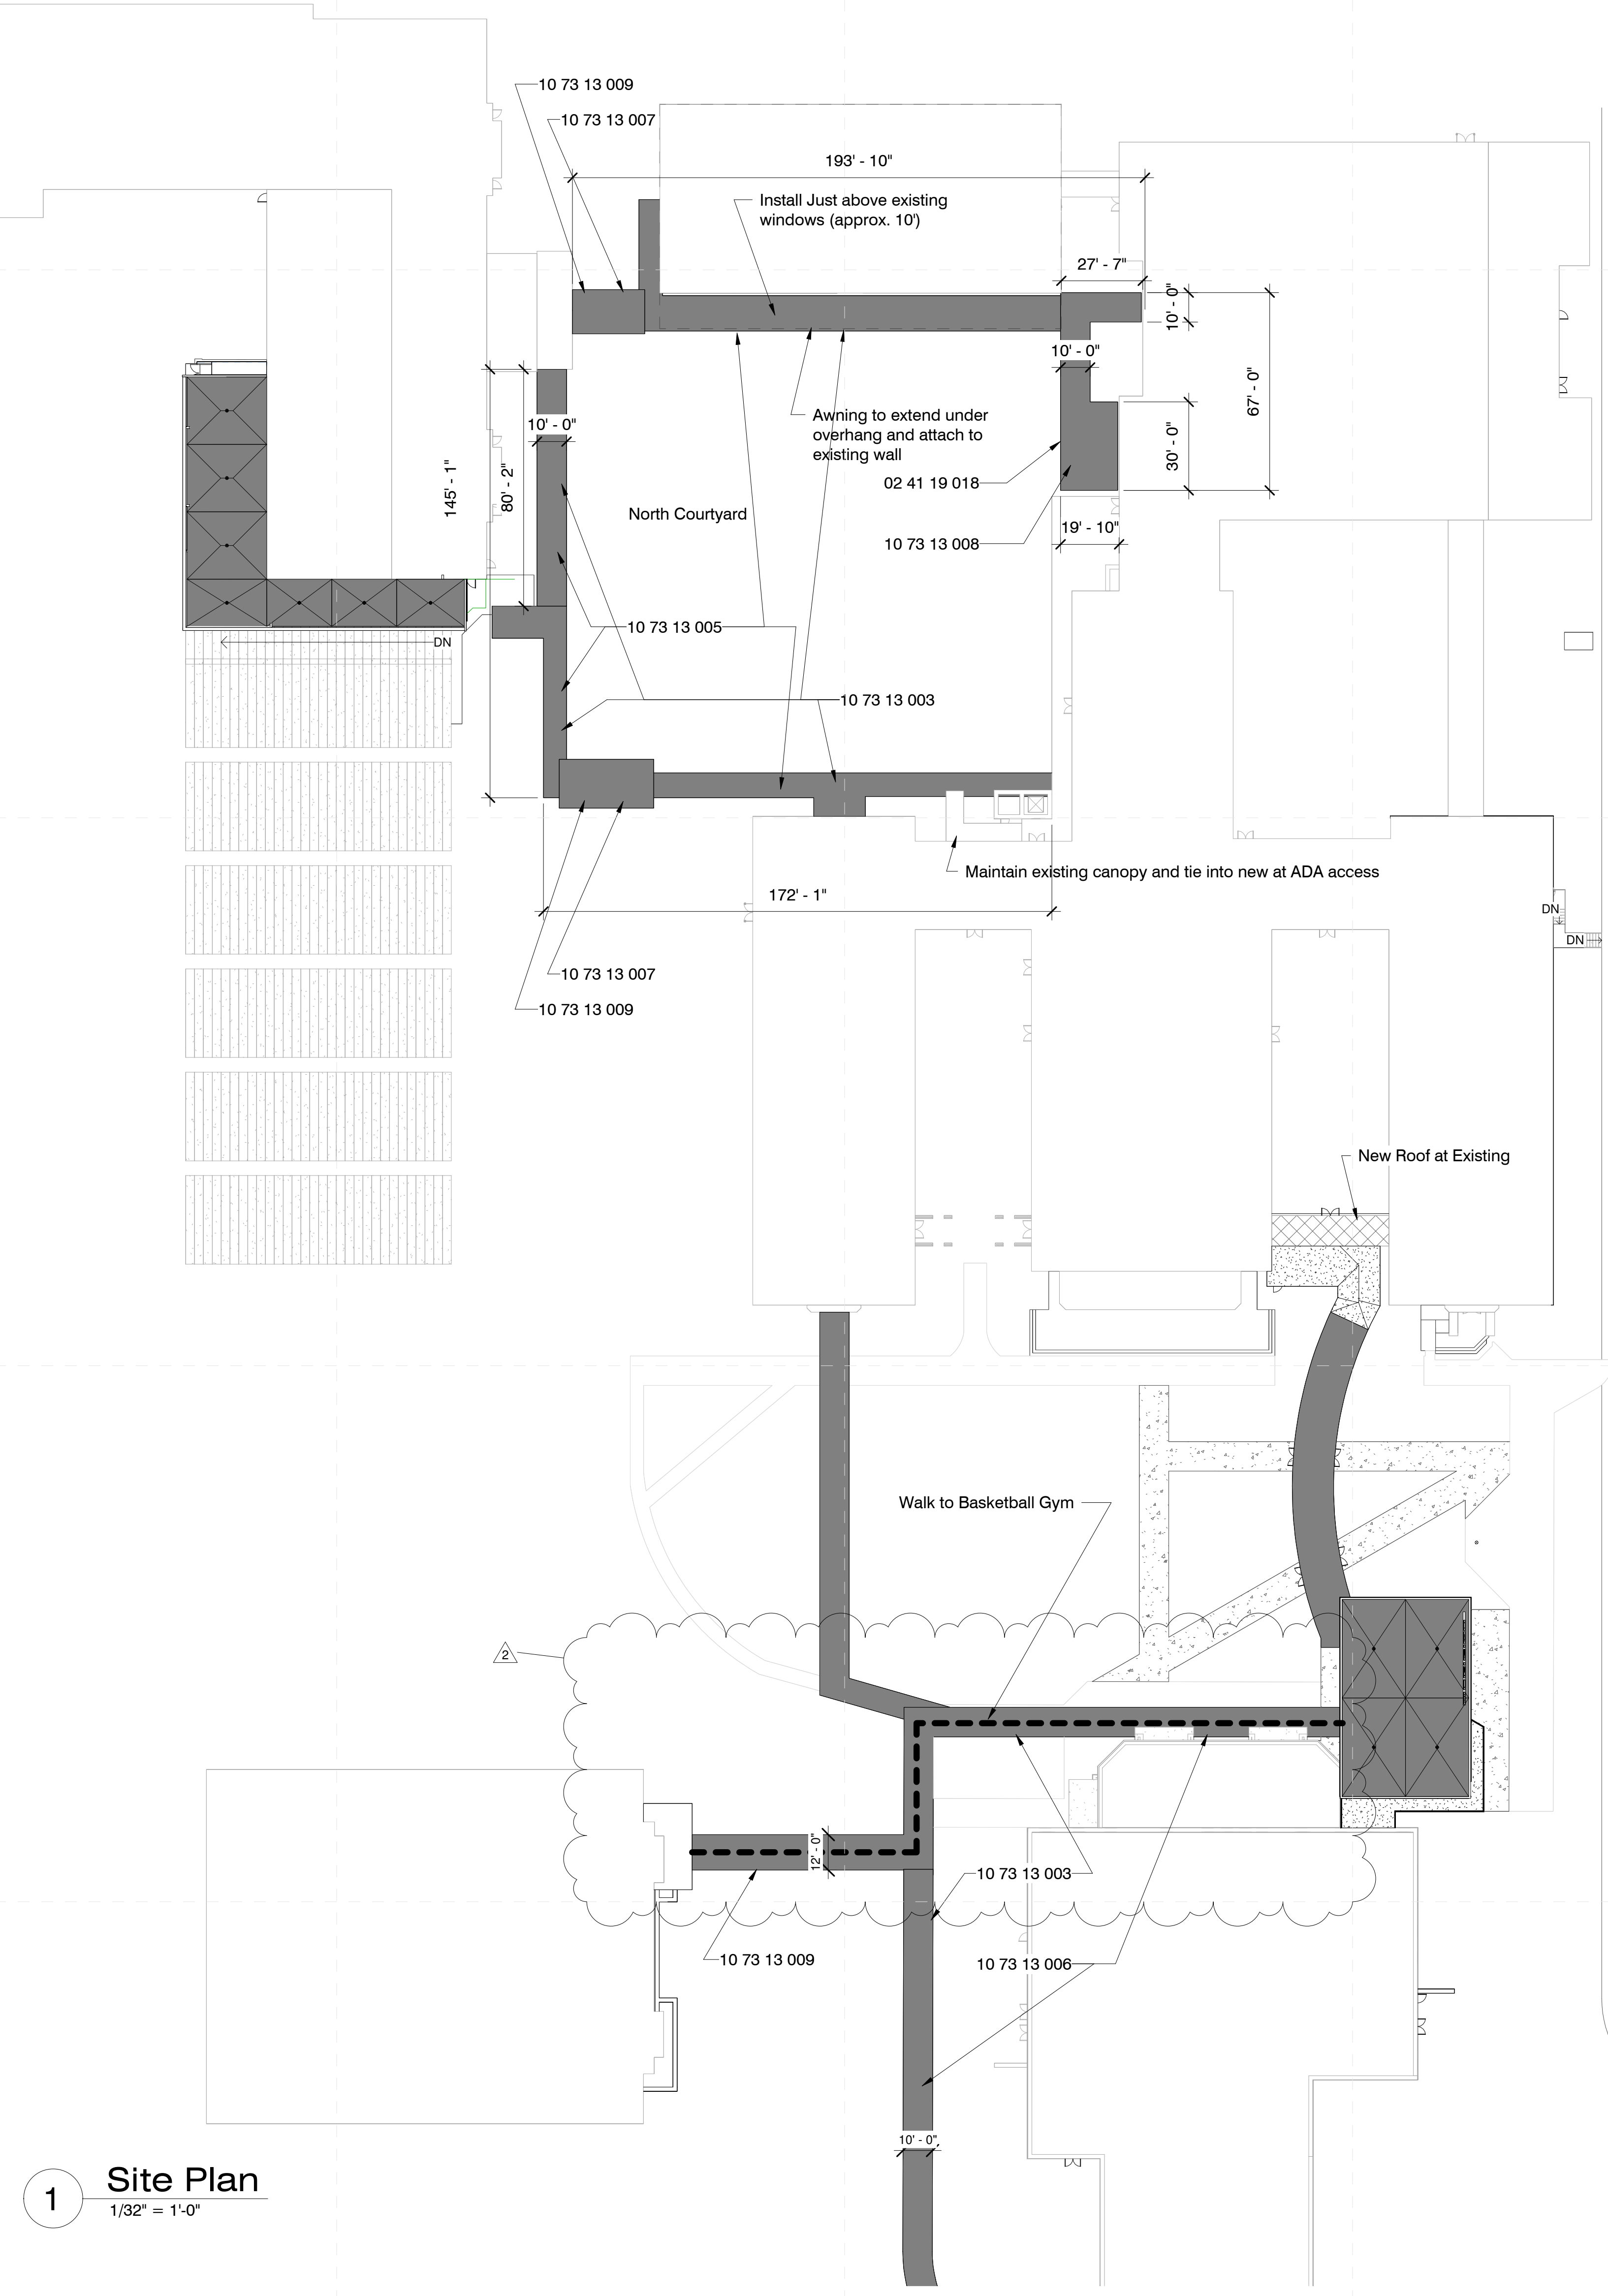 10 73 13 009
10 73 13 007
193' - 10"
Install Just above existing
windows (approx. 10')
27' - 7"
10' - 0"
10' - 0"
67' - 0"
Awning to extend under
overhang and attach to
existing wall
10' - 0"
30' - 0"
145' - 1"
80' - 2"
02 41 19 018
North Courtyard
19' - 10"
10 73 13 008
10 73 13 005
DN
10 73 13 003
Maintain existing canopy and tie into new at ADA access
172' - 1"
DN
DN
10 73 13 007
10 73 13 009
New Roof at Existing
Walk to Basketball Gym
2
12' - 0"
10 73 13 003
10 73 13 009
10 73 13 006
10' - 0"
1
Site Plan
1/32" = 1'-0"